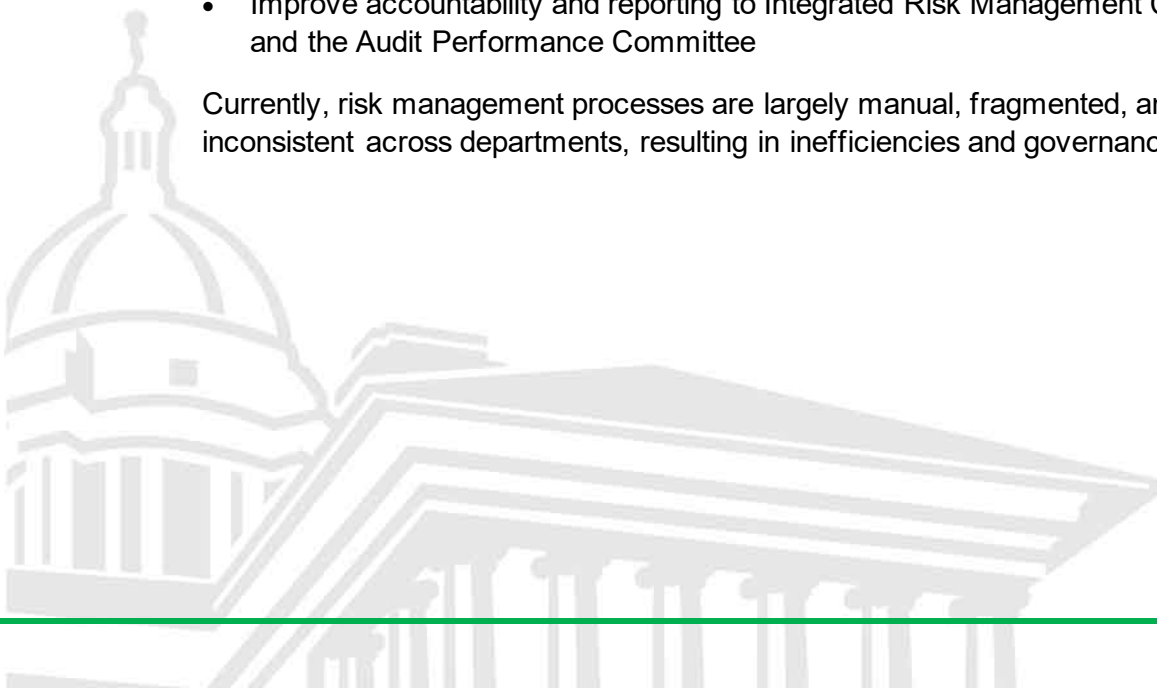 • Improve accountability and reporting to Integrated Risk Management
and the Audit Performance Committee
Currently, risk management processes are largely manual, fragmented,
inconsistent across departments, resulting in inefficiencies and